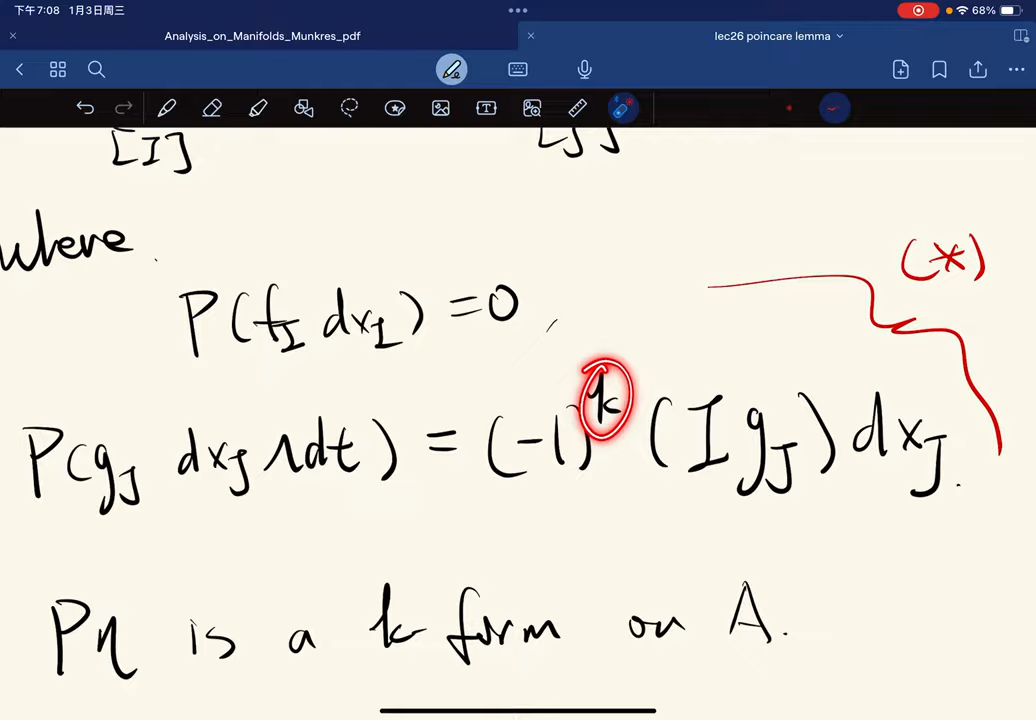 下午7:08 1月3日周三
68%
Analysis_on_Manifolds_Munkres_pdf
lec26 poincare lemma
[I] [J]
where
(*)
P(f_I dx_I) = 0,
P(g_J dx_J ∧ dt) = (-1)^k (I g_J) dx_J.
Pη is a k form on A.